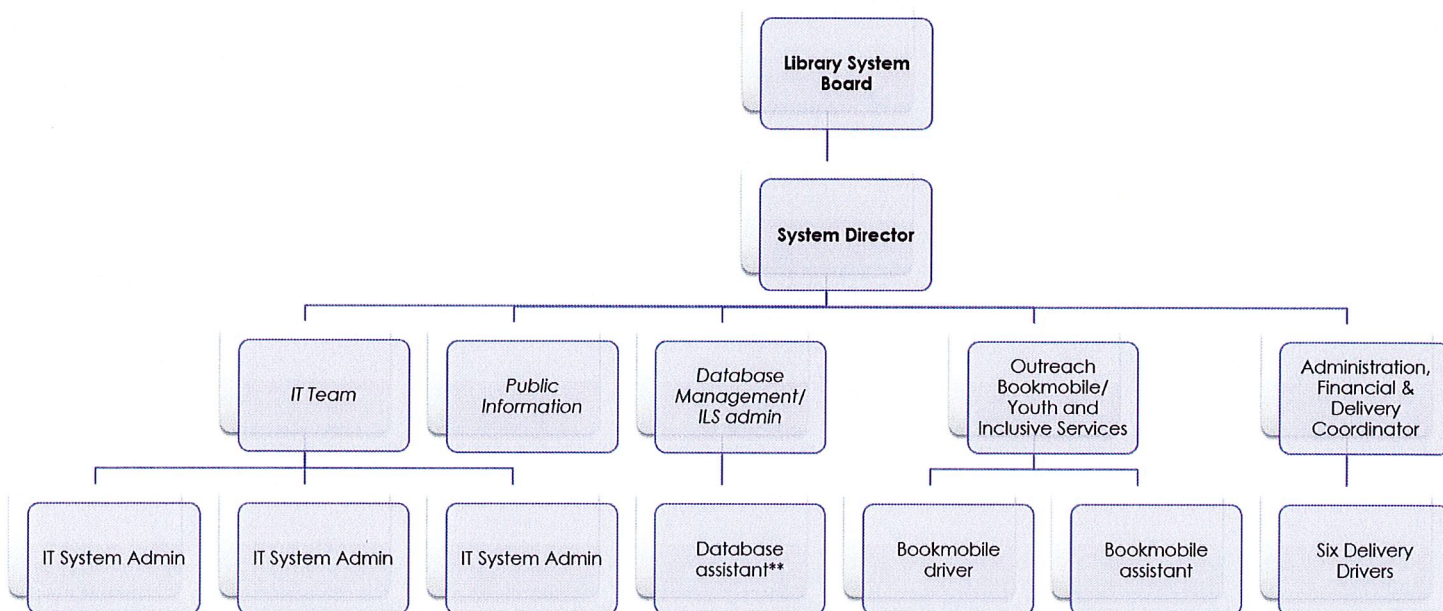 Library System
Board
System Director
IT Team
Public
Information
Database
Management/
ILS admin
Outreach
Bookmobile/
Youth and
Inclusive Services
Administration,
Financial &
Delivery
Coordinator
IT System Admin
IT System Admin
IT System Admin
Database
assistant**
Bookmobile
driver
Bookmobile
assistant
Six Delivery
Drivers